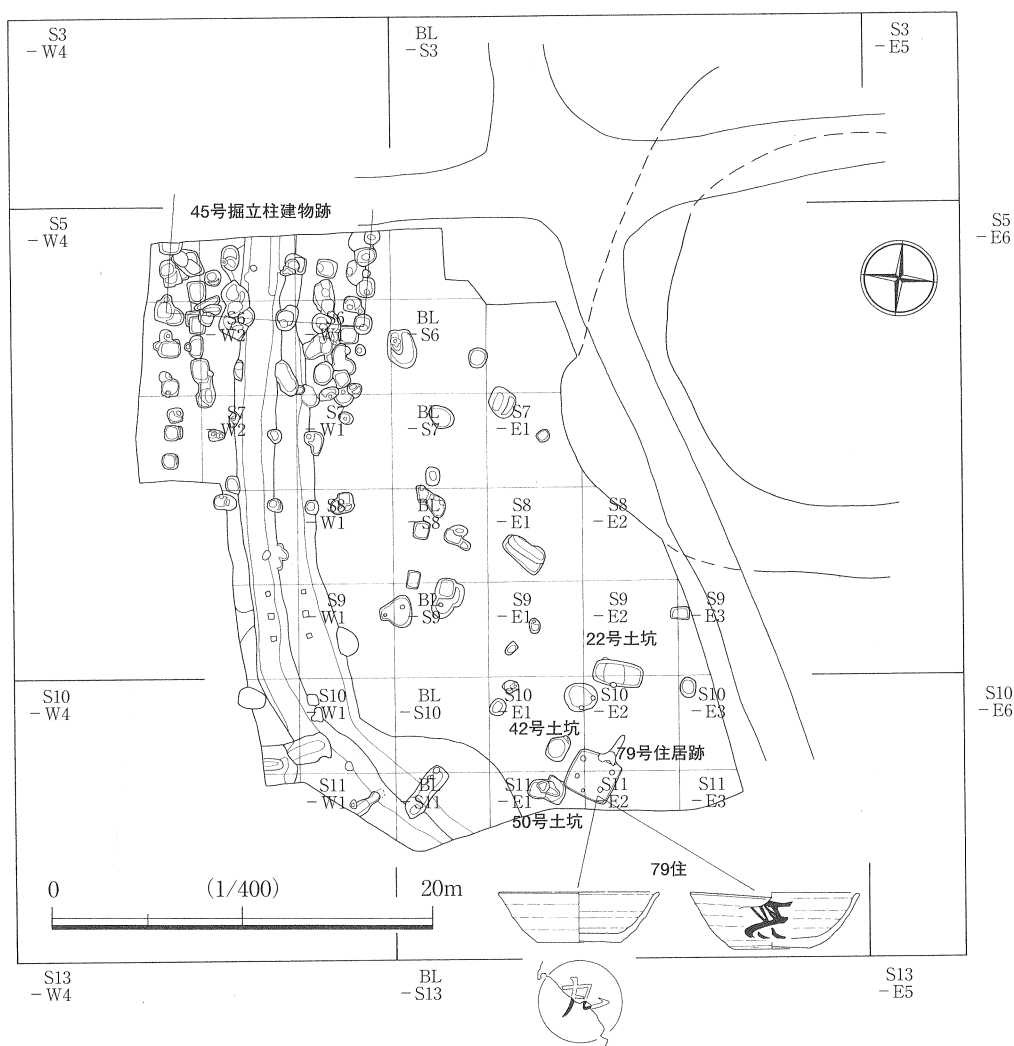 S3
-W4
BL
-S3
S3
-E5
45号掘立柱建物跡
S5
-W4
S5
-E6
S6
-W2
S6
-W1
BL
-S6
S7
-W2
S7
-W1
BL
-S7
S7
-E1
S8
-W1
BL
-S8
S8
-E1
S8
-E2
S9
-W1
BL
-S9
S9
-E1
S9
-E2
S9
-E3
22号土坑
S10
-W4
S10
-W1
BL
-S10
S10
-E1
S10
-E2
S10
-E3
S10
-E6
42号土坑
79号住居跡
S11
-W1
BL
S11
S11
-E1
S11
-E2
S11
-E3
50号土坑
79住
0 (1/400) 20m
S13
-W4
BL
-S13
S13
-E5